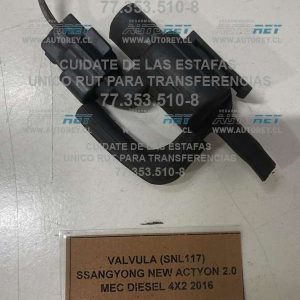 77.353.510-8
AUTORET
WWW.AUTOREY.CL
CUIDATE DE LAS ESTAFAS
UNICO RUT PARA TRANSFERENCIAS
77.353.510-8
CUIDATE DE LAS ESTAFAS
UNICO RUT PARA TRANSFERENCIAS
77.353.510-8
VALVULA (SNL117)
SSANGYONG NEW ACTYON 2.0
MEC DIESEL 4X2 2016